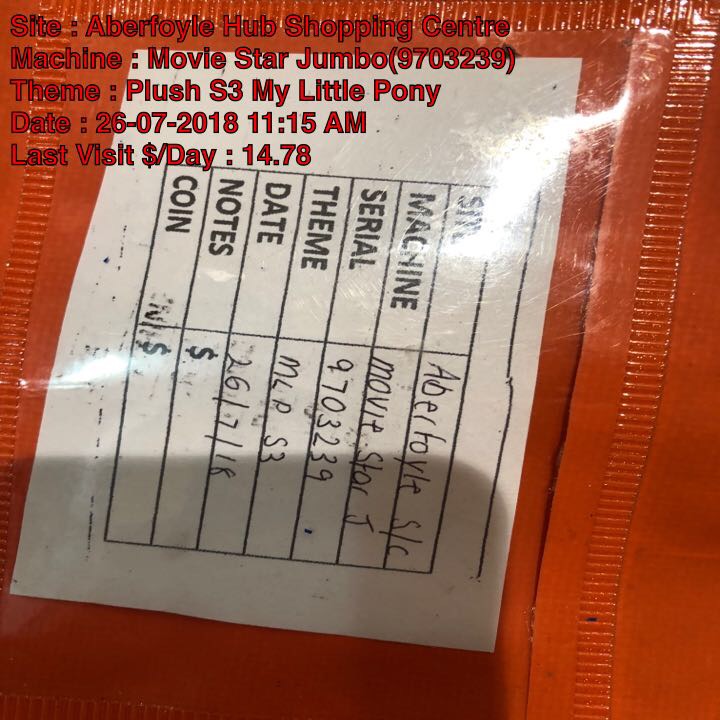 Site : Aberfoyle Hub Shopping Centre
Machine : Movie Star Jumbo(9703239)
Theme : Plush S3 My Little Pony
Date : 26-07-2018 11:15 AM
Last Visit $/Day : 14.78
SITE Aberfoyle S/C
MACHINE Movie Star J
SERIAL 9703239
THEME MLP S3
DATE 26/7/18
NOTES $
COIN $